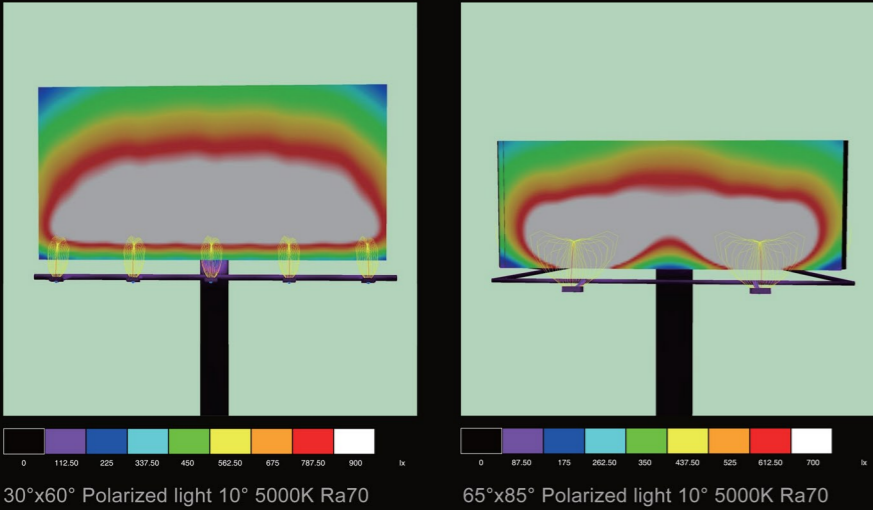 0 112.50 225 337.50 450 562.50 675 787.50 900 lx
30°x60° Polarized light 10° 5000K Ra70
0 87.50 175 262.50 350 437.50 525 612.50 700 lx
65°x85° Polarized light 10° 5000K Ra70